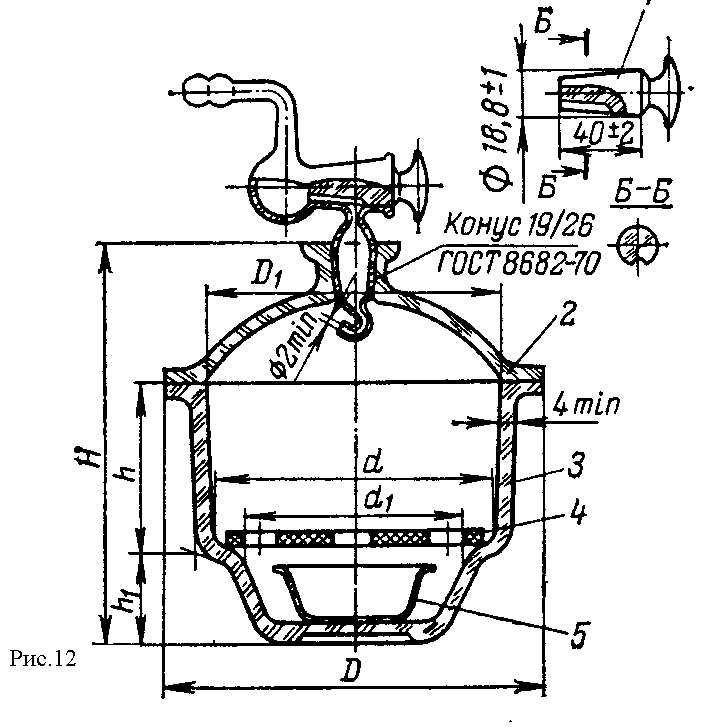 Б
Ф 18,8±1
40±2
Б
Б-Б
Конус 19/26
ГОСТ 8682-70
D1
Ф2min
2
4 min
H
h
d
3
d1
4
h1
5
Рис.12
D